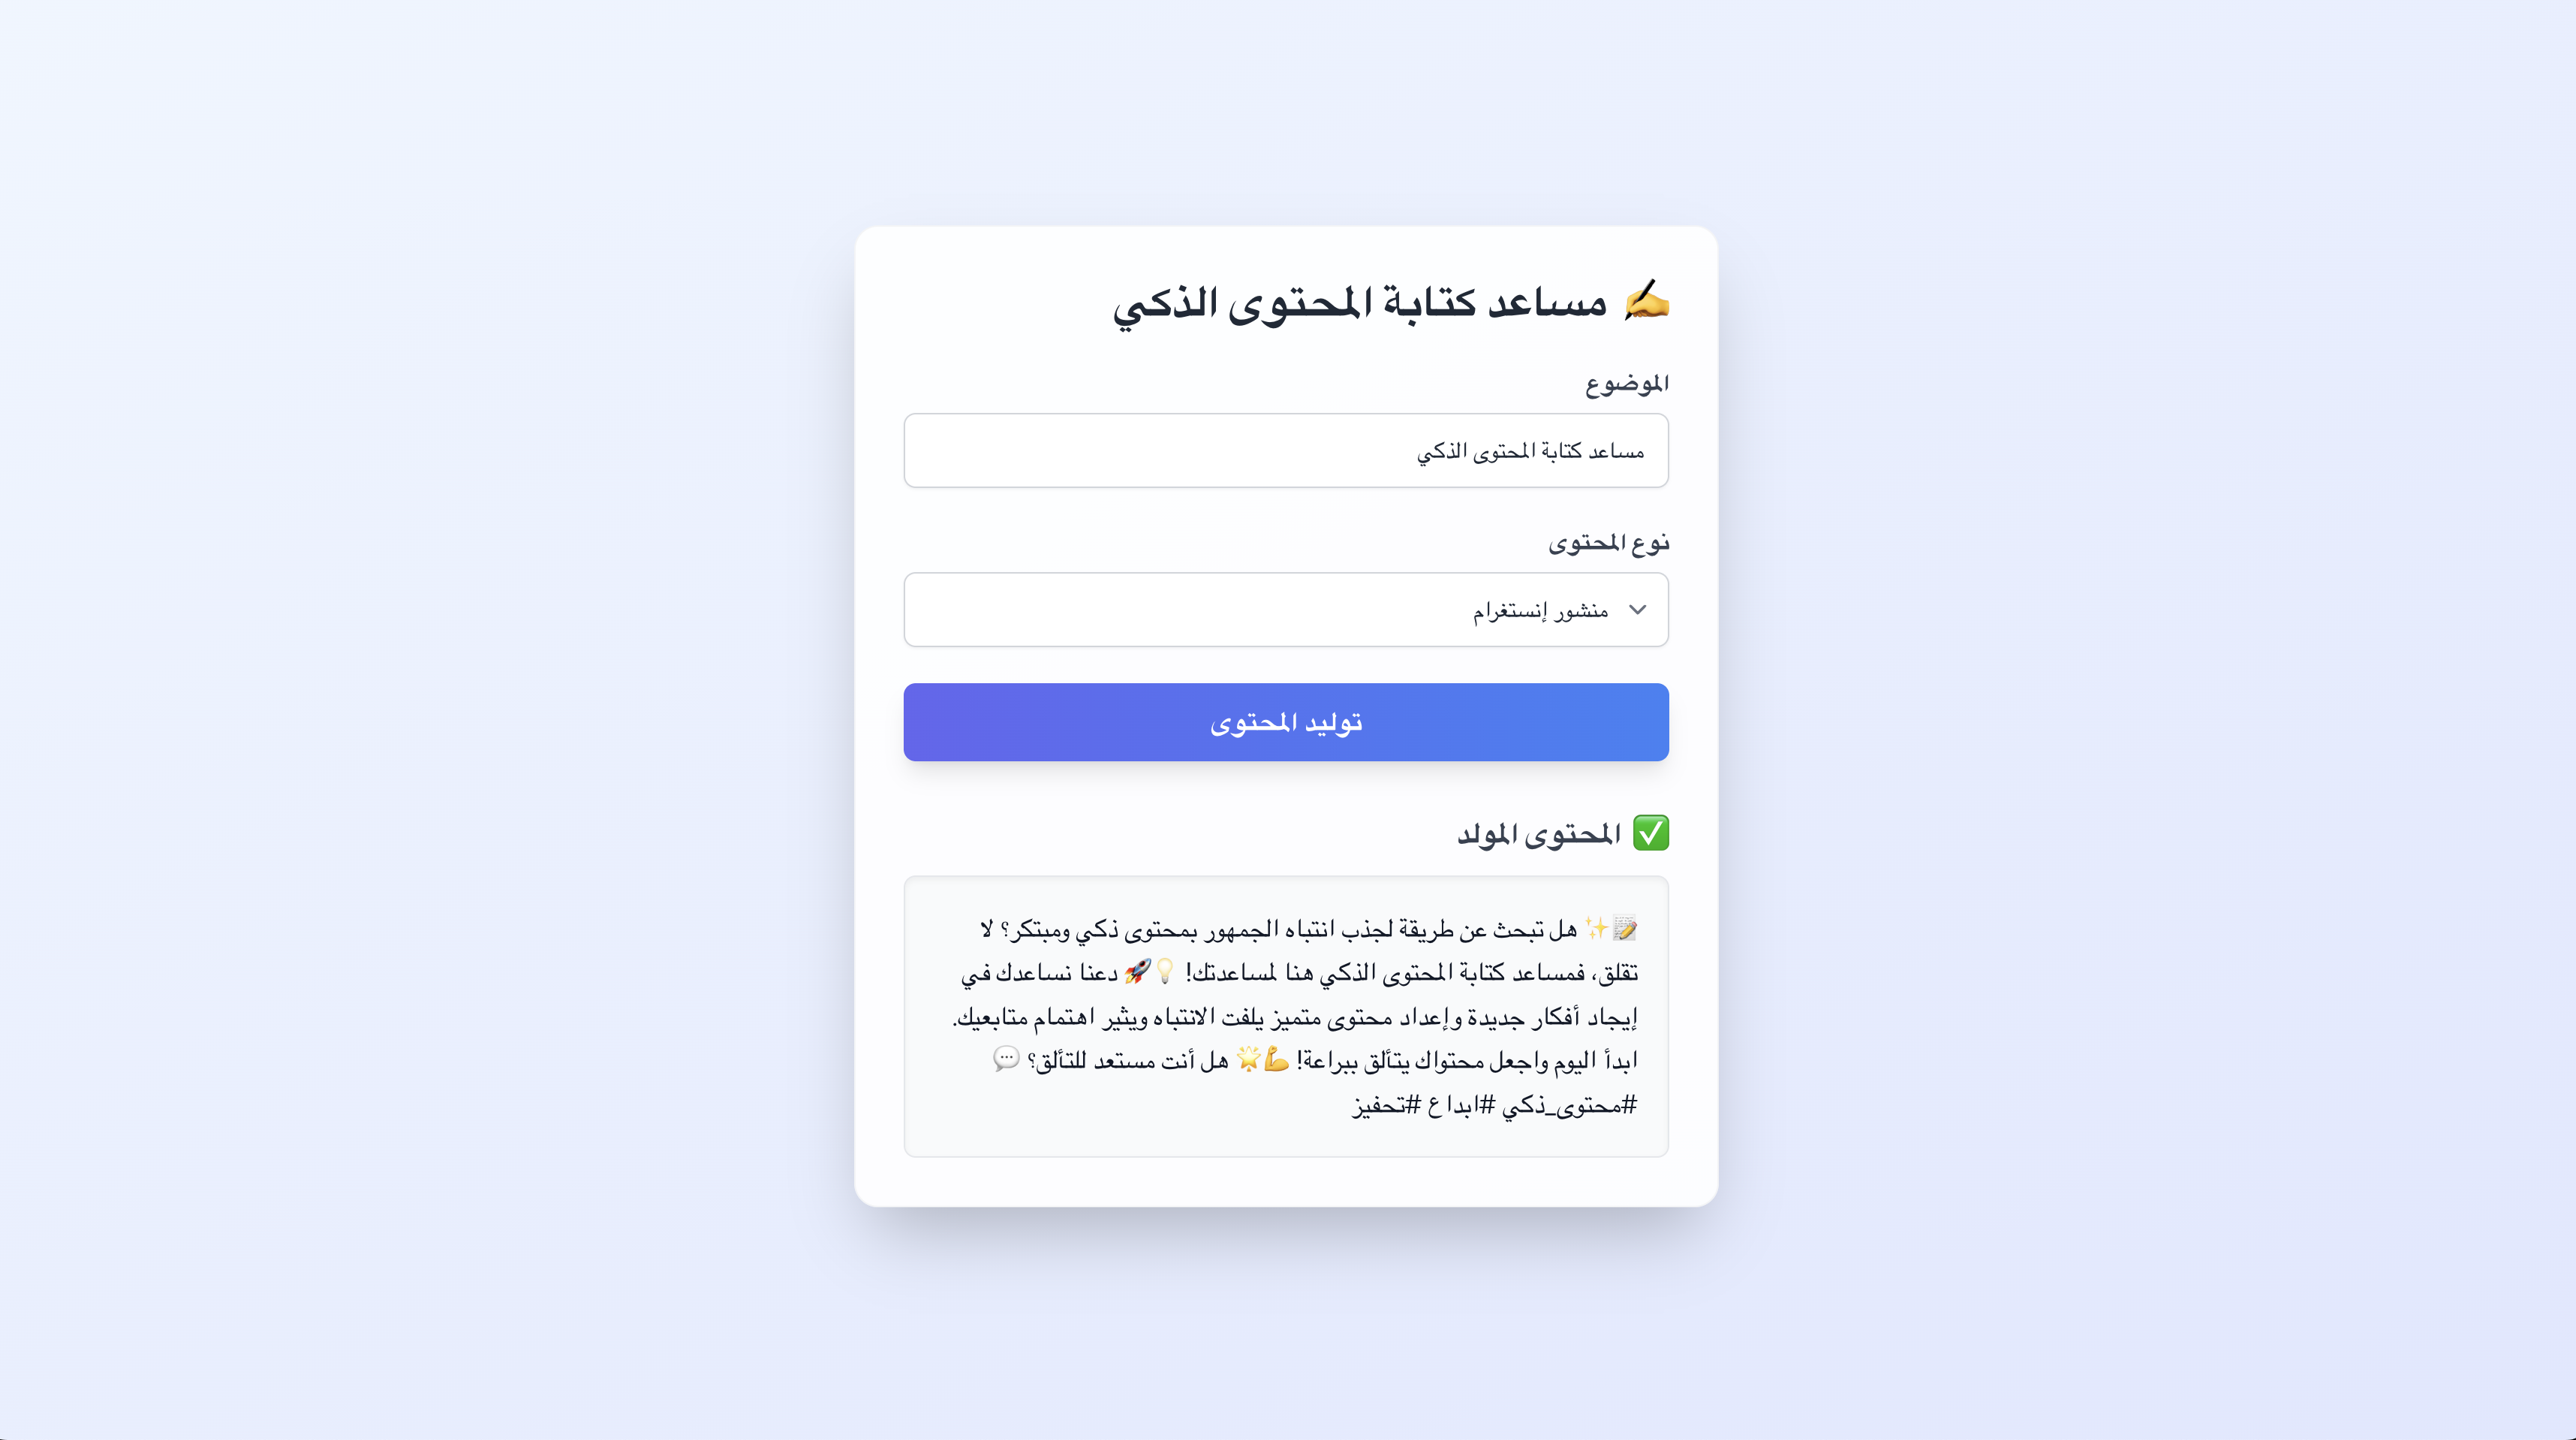 ✍️ مساعد كتابة المحتوى الذكي
الموضوع
مساعد كتابة المحتوى الذكي
نوع المحتوى
منشور إنستغرام
توليد المحتوى
✅ المحتوى المولد
📝✨ هل تبحث عن طريقة لجذب انتباه الجمهور بمحتوى ذكي ومبتكر؟ لا
تقلق، فمساعد كتابة المحتوى الذكي هنا لمساعدتك! 💡🚀 دعنا نساعدك في
إيجاد أفكار جديدة وإعداد محتوى متميز يلفت الانتباه ويثير اهتمام متابعيك.
ابدأ اليوم واجعل محتواك يتألق ببراعة! 💪🌟 هل أنت مستعد للتألق؟ 💬
#محتوى_ذكي #ابداع #تحفيز